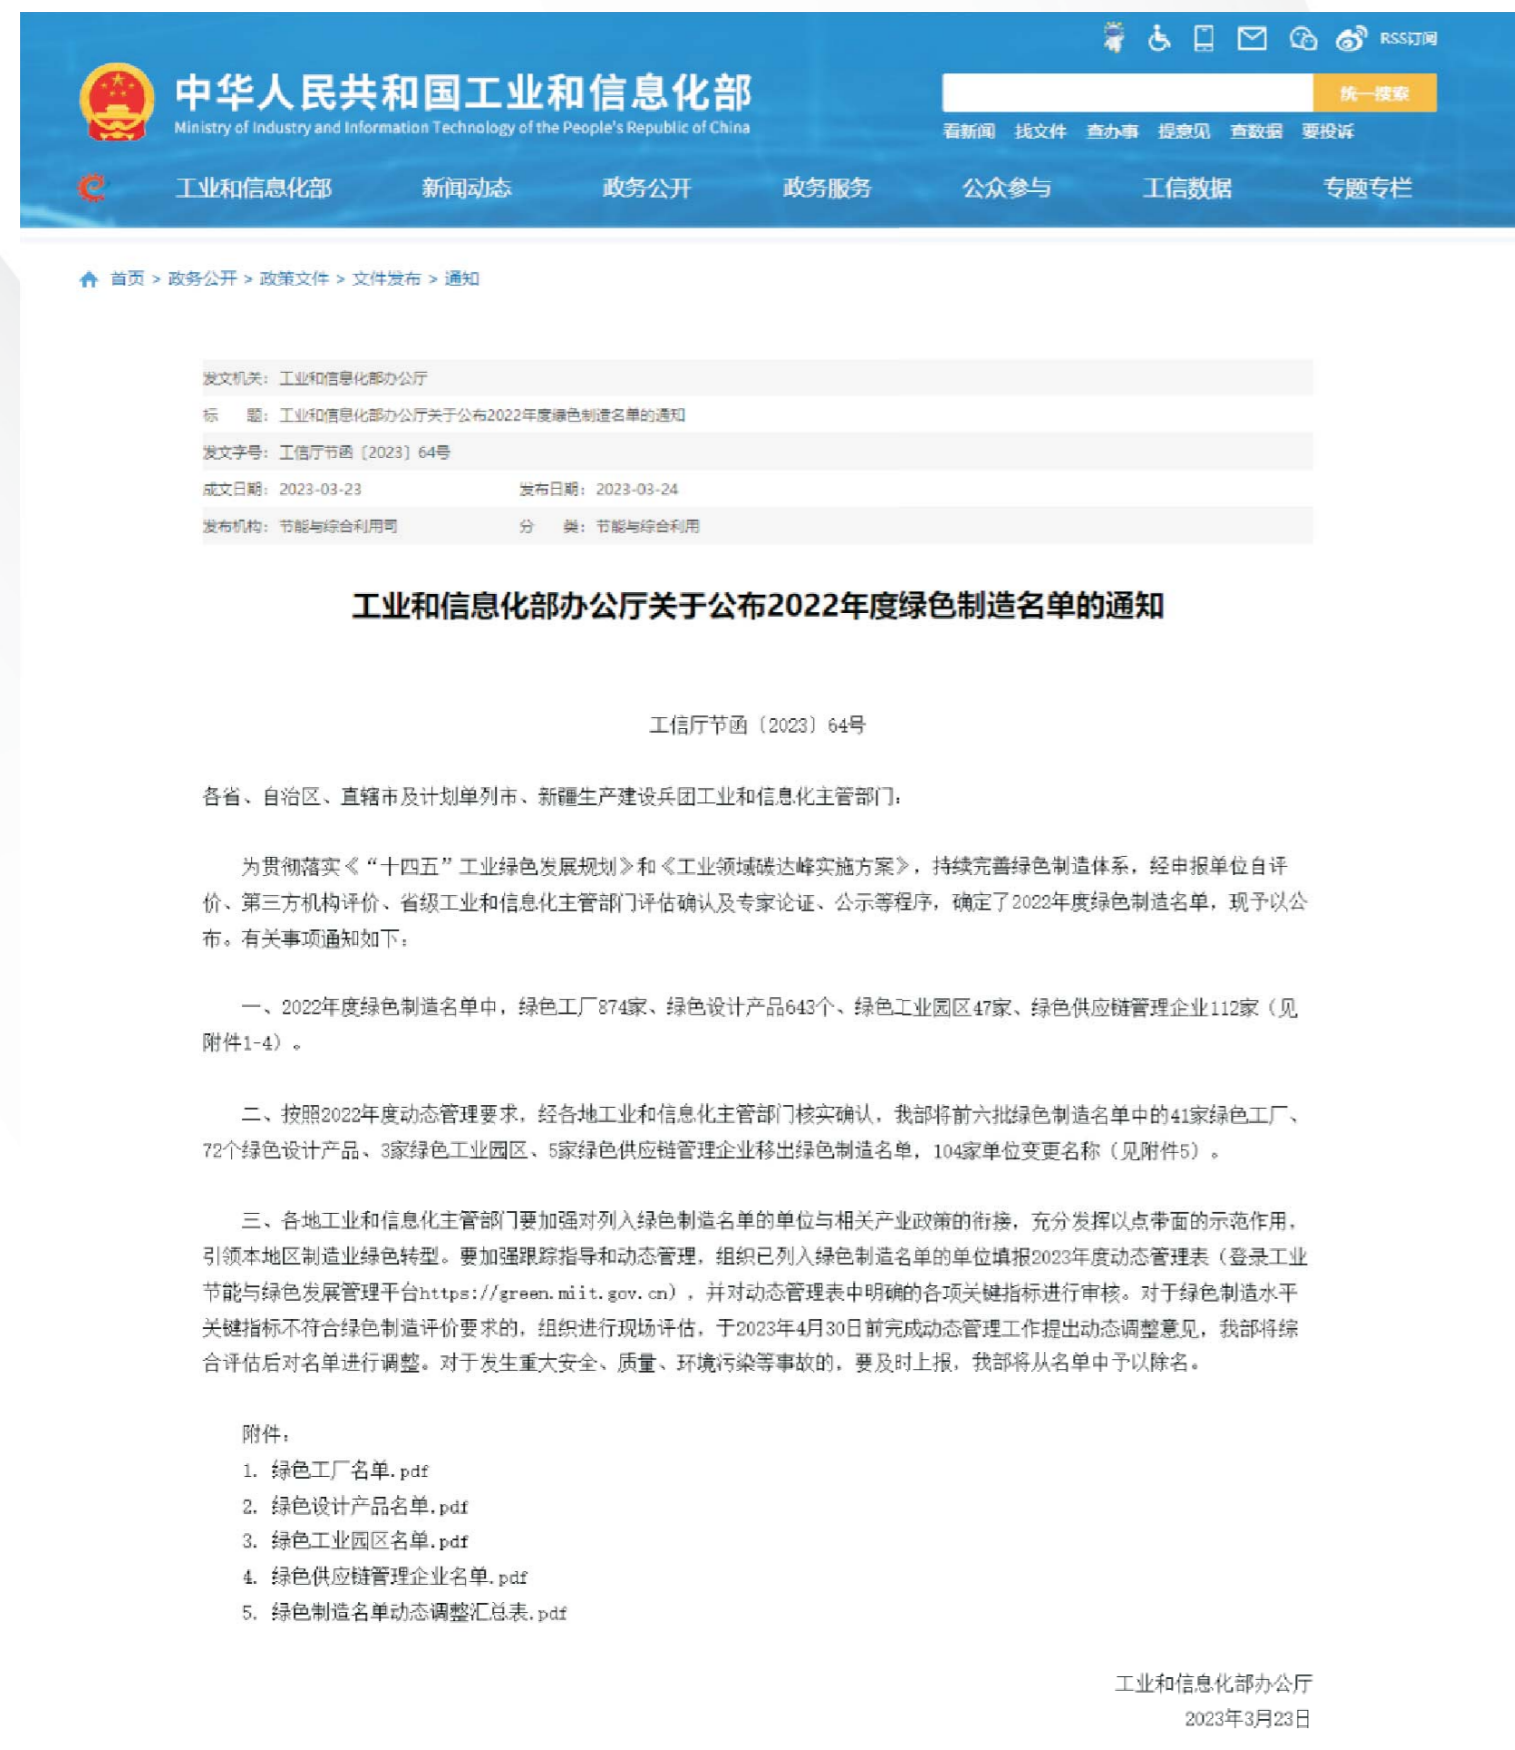 RSS订阅
中华人民共和国工业和信息化部
统一搜索
Ministry of Industry and Information Technology of the People's Republic of China
看新闻 找文件 查办事 提意见 查数据 要投诉
工业和信息化部 新闻动态 政务公开 政务服务 公众参与 工信数据 专题专栏
首页 > 政务公开 > 政策文件 > 文件发布 > 通知
发文机关：工业和信息化部办公厅
标 题：工业和信息化部办公厅关于公布2022年度绿色制造名单的通知
发文字号：工信厅节函〔2023〕64号
成文日期：2023-03-23 发布日期：2023-03-24
发布机构：节能与综合利用司 分 类：节能与综合利用
工业和信息化部办公厅关于公布2022年度绿色制造名单的通知
工信厅节函〔2023〕64号
各省、自治区、直辖市及计划单列市、新疆生产建设兵团工业和信息化主管部门：
为贯彻落实《“十四五”工业绿色发展规划》和《工业领域碳达峰实施方案》，持续完善绿色制造体系，经申报单位自评
价、第三方机构评价、省级工业和信息化主管部门评估确认及专家论证、公示等程序，确定了2022年度绿色制造名单，现予以公
布。有关事项通知如下：
一、2022年度绿色制造名单中，绿色工厂874家、绿色设计产品643个、绿色工业园区47家、绿色供应链管理企业112家（见
附件1-4）。
二、按照2022年度动态管理要求，经各地工业和信息化主管部门核实确认，我部将前六批绿色制造名单中的41家绿色工厂、
72个绿色设计产品、3家绿色工业园区、5家绿色供应链管理企业移出绿色制造名单，104家单位变更名称（见附件5）。
三、各地工业和信息化主管部门要加强对列入绿色制造名单的单位与相关产业政策的衔接，充分发挥以点带面的示范作用，
引领本地区制造业绿色转型。要加强跟踪指导和动态管理，组织已列入绿色制造名单的单位填报2023年度动态管理表（登录工业
节能与绿色发展管理平台https://green.miit.gov.cn），并对动态管理表中明确的各项关键指标进行审核。对于绿色制造水平
关键指标不符合绿色制造评价要求的，组织进行现场评估，于2023年4月30日前完成动态管理工作提出动态调整意见，我部将综
合评估后对名单进行调整。对于发生重大安全、质量、环境污染等事故的，要及时上报，我部将从名单中予以除名。
附件：
1. 绿色工厂名单.pdf
2. 绿色设计产品名单.pdf
3. 绿色工业园区名单.pdf
4. 绿色供应链管理企业名单.pdf
5. 绿色制造名单动态调整汇总表.pdf
工业和信息化部办公厅
2023年3月23日